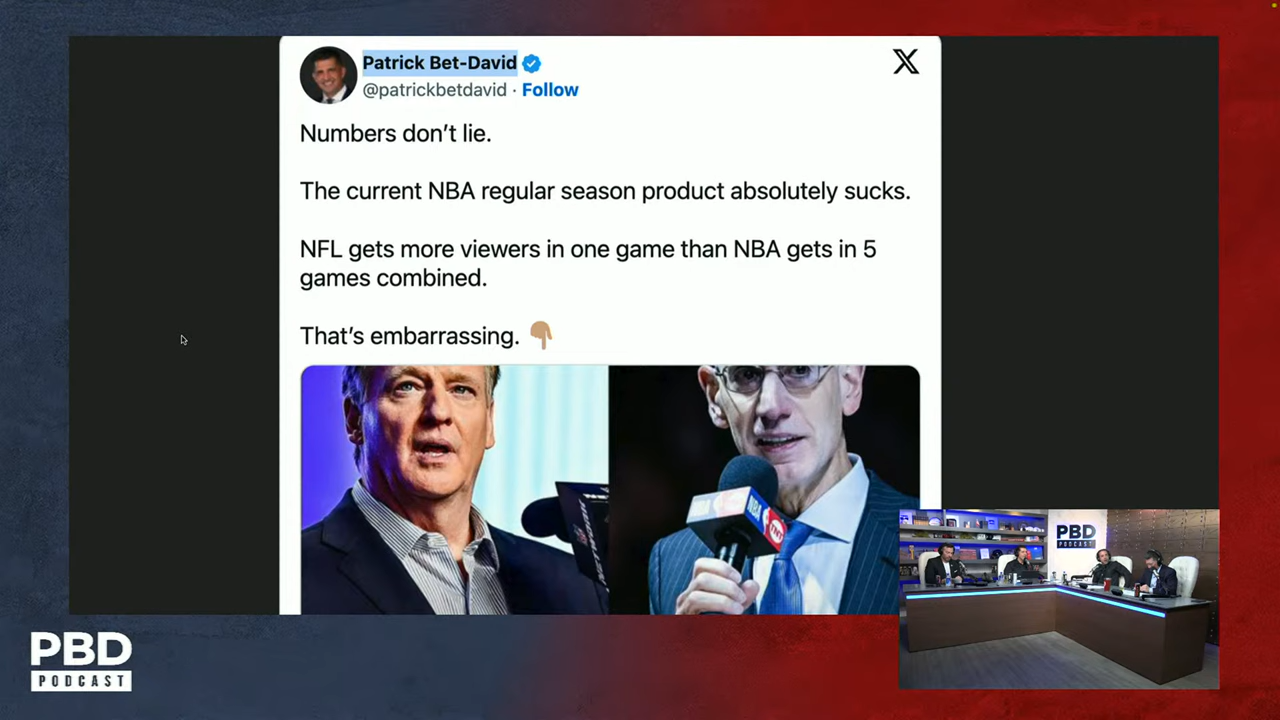 Patrick Bet-David
@patrickbetdavid · Follow
Numbers don’t lie.
The current NBA regular season product absolutely sucks.
NFL gets more viewers in one game than NBA gets in 5
games combined.
That’s embarrassing. 👇🏽
NBA
TNT
PBD
PODCAST
PBD
PODCAST